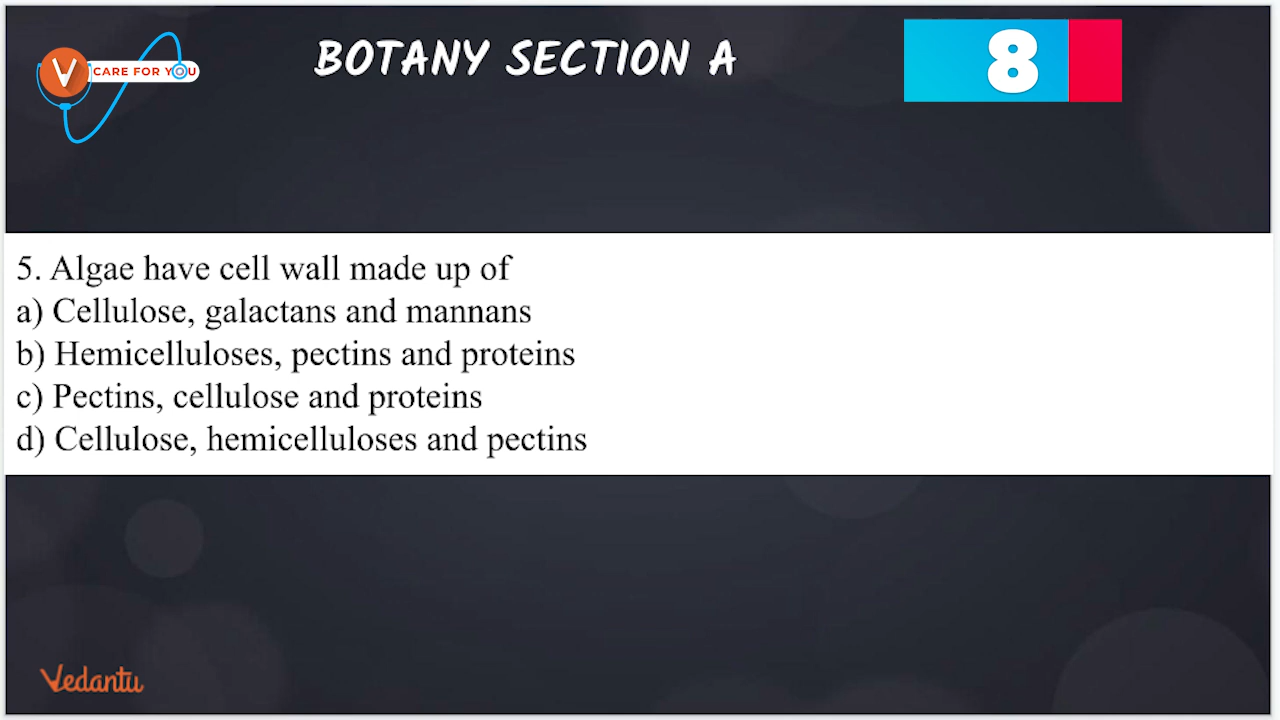 V CARE FOR YOU
BOTANY SECTION A
8
5. Algae have cell wall made up of
a) Cellulose, galactans and mannans
b) Hemicelluloses, pectins and proteins
c) Pectins, cellulose and proteins
d) Cellulose, hemicelluloses and pectins
Vedantu